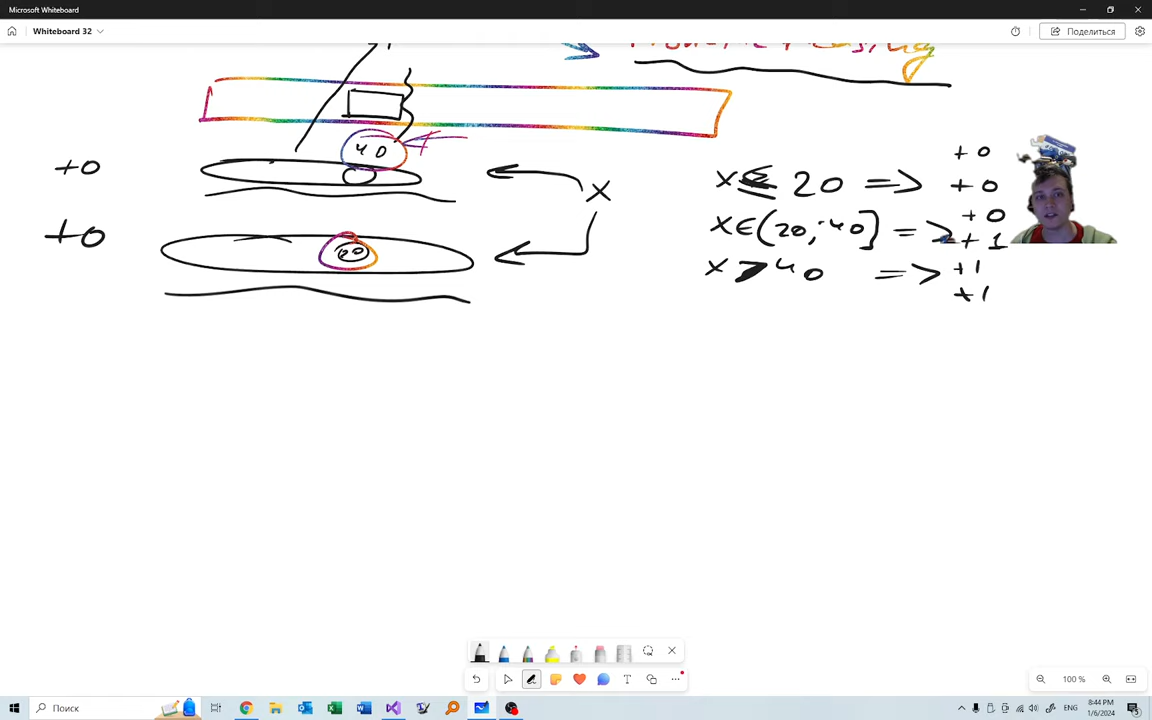 Microsoft Whiteboard
Whiteboard 32
Поделиться
40
+0
X
20
+0
X ≤ 20 => +0
+0
X ∈ (20; 40] => +0
+1
X > 40 => +1
+1
100 %
Поиск
ENG
8:44 PM
1/6/2024
5